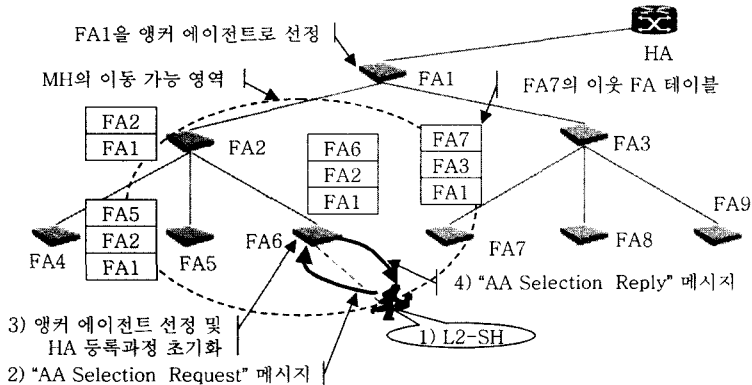 FA1을 앵커 에이전트로 선정
HA
MH의 이동 가능 영역
FA1
FA7의 이웃 FA 테이블
FA2
FA1
FA2
FA6
FA2
FA1
FA7
FA3
FA1
FA3
FA5
FA2
FA1
FA4
FA5
FA6
FA7
FA8
FA9
4) “AA Selection Reply” 메시지
3) 앵커 에이전트 선정 및
HA 등록과정 초기화
1) L2-SH
2) “AA Selection Request” 메시지